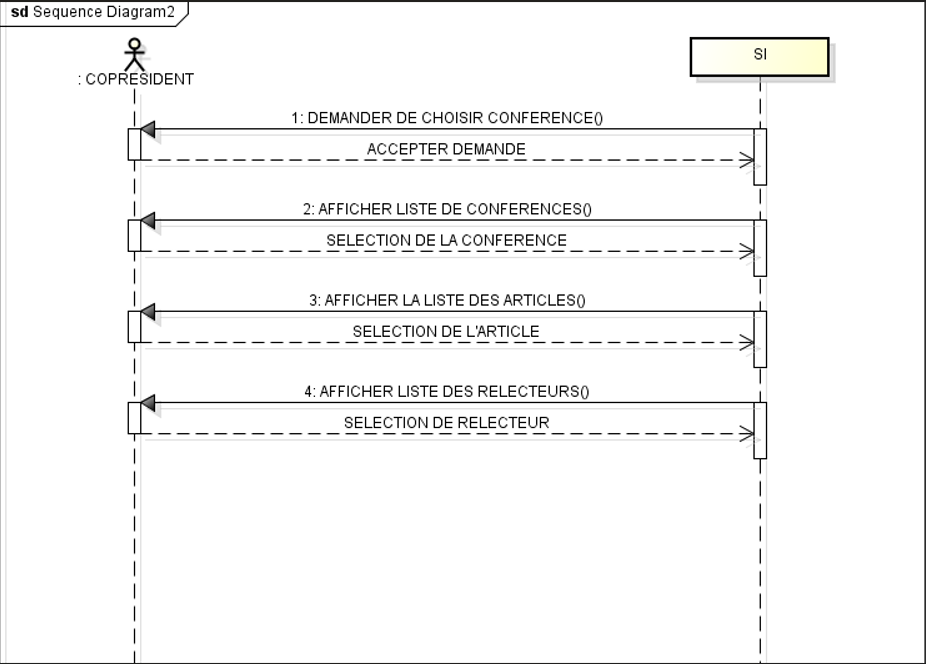 sd Sequence Diagram2
: COPRESIDENT
SI
1: DEMANDER DE CHOISIR CONFERENCE()
ACCEPTER DEMANDE
2: AFFICHER LISTE DE CONFERENCES()
SELECTION DE LA CONFERENCE
3: AFFICHER LA LISTE DES ARTICLES()
SELECTION DE L'ARTICLE
4: AFFICHER LISTE DES RELECTEURS()
SELECTION DE RELECTEUR